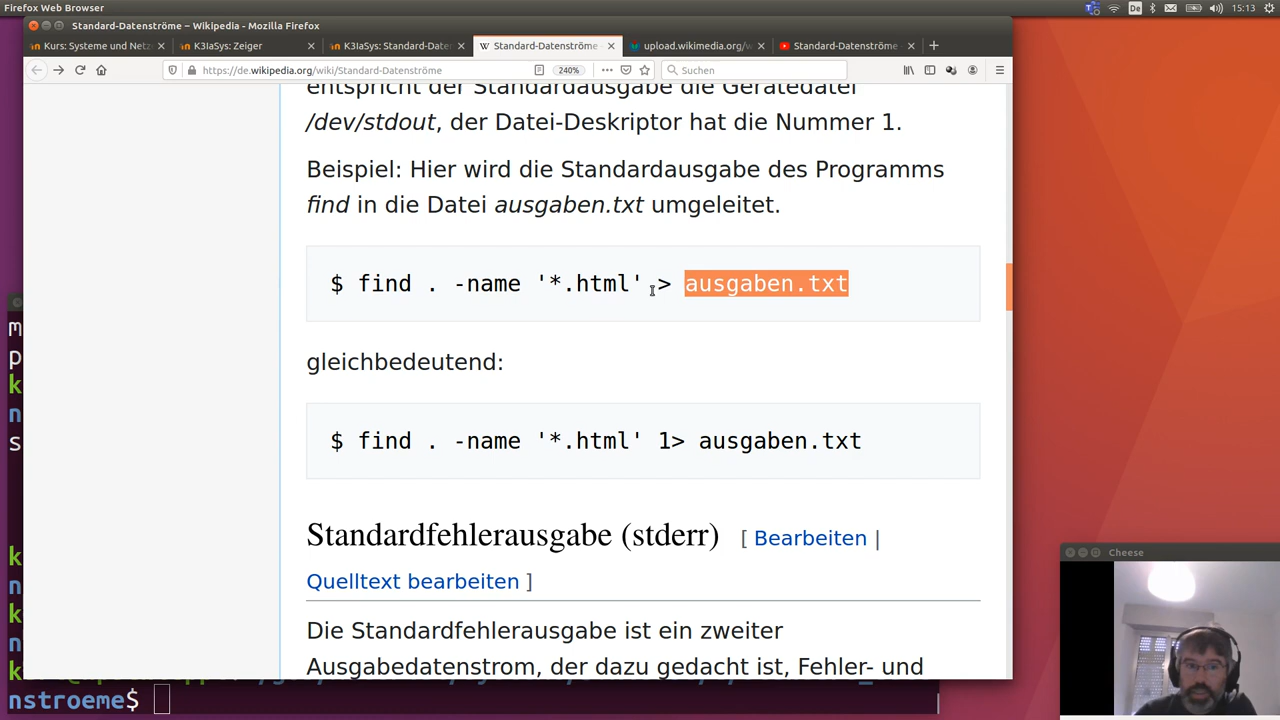 Firefox Web Browser
De
15:13
Standard-Datenströme – Wikipedia - Mozilla Firefox
Kurs: Systeme und Netz
K3IaSys: Zeiger
K3IaSys: Standard-Date
W Standard-Datenströme –
upload.wikimedia.org/w
Standard-Datenströme
https://de.wikipedia.org/wiki/Standard-Datenströme
240%
Suchen
entspricht der Standardausgabe die Gerätedatei
/dev/stdout, der Datei-Deskriptor hat die Nummer 1.
Beispiel: Hier wird die Standardausgabe des Programms
find in die Datei ausgaben.txt umgeleitet.
$ find . -name '*.html' > ausgaben.txt
gleichbedeutend:
$ find . -name '*.html' 1> ausgaben.txt
Standardfehlerausgabe (stderr) [ Bearbeiten |
Quelltext bearbeiten ]
Die Standardfehlerausgabe ist ein zweiter
Ausgabedatenstrom, der dazu gedacht ist, Fehler- und
m
p
k
n
s
k
n
k
n
k
nstroeme$
Cheese